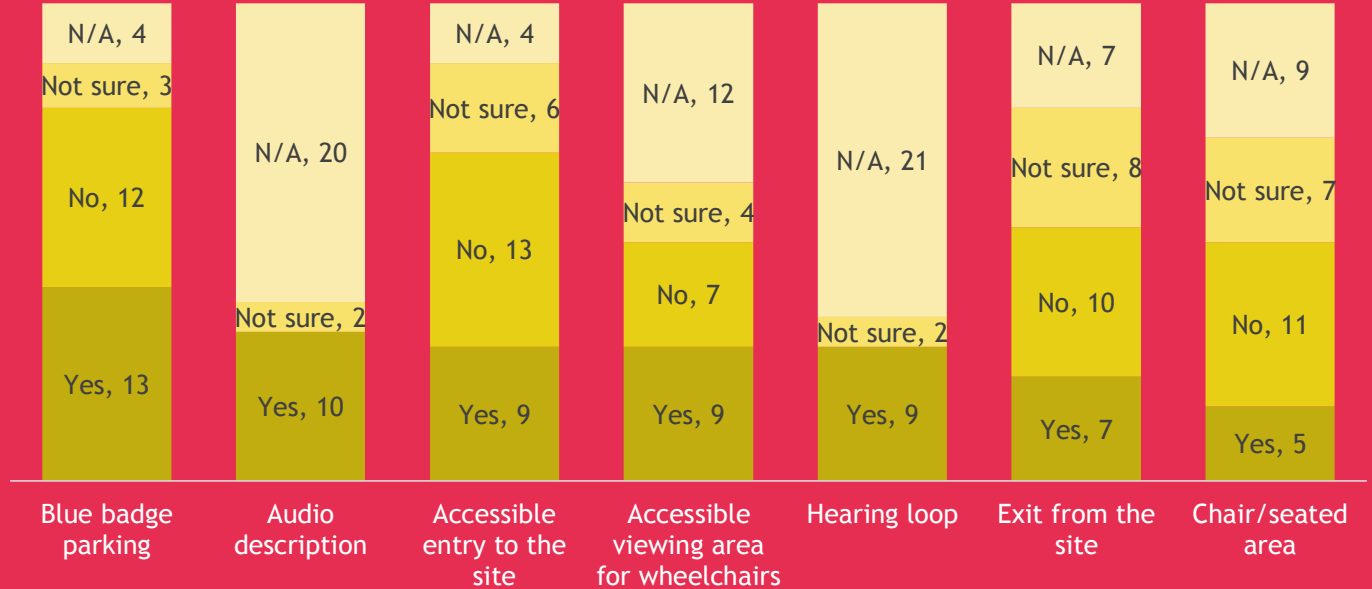 N/A, 4
Not sure, 3
No, 12
Yes, 13
N/A, 20
Not sure, 2
Yes, 10
N/A, 4
Not sure, 6
No, 13
Yes, 9
N/A, 12
Not sure, 4
No, 7
Yes, 9
N/A, 21
Not sure, 2
Yes, 9
N/A, 7
Not sure, 8
No, 10
Yes, 7
N/A, 9
Not sure, 7
No, 11
Yes, 5
Blue badge
parking
Audio
description
Accessible
entry to the
site
Accessible
viewing area
for wheelchairs
Hearing loop
Exit from the
site
Chair/seated
area